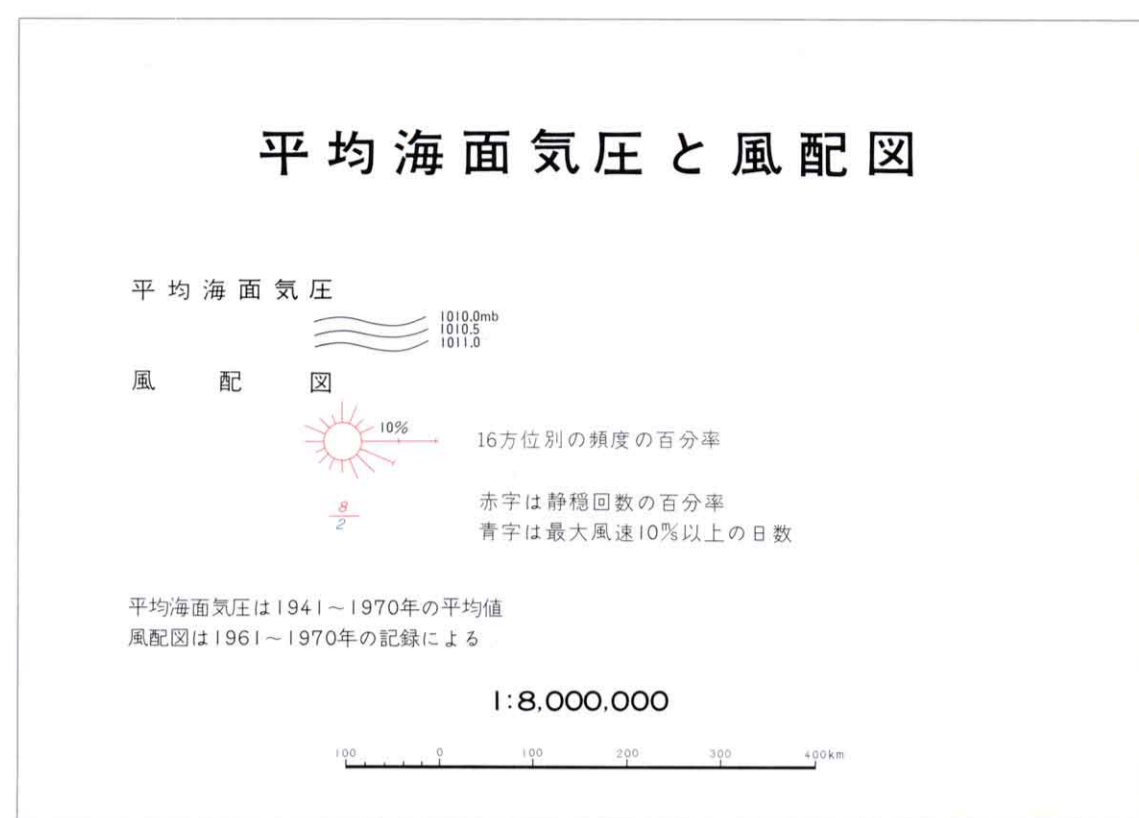 平均海面気圧と風配図
平均海面気圧
1010.0mb
1010.5
1011.0
風配図
10%
16方位別の頻度の百分率
8
2
赤字は静穏回数の百分率
青字は最大風速10m/s以上の日数
平均海面気圧は1941~1970年の平均値
風配図は1961~1970年の記録による
1:8,000,000
100 0 100 200 300 400km